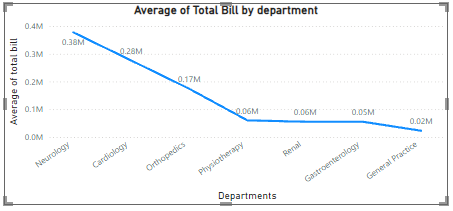 Average of Total Bill by department
Average of total bill
0.4M
0.3M
0.2M
0.1M
0.0M
0.38M
0.28M
0.17M
0.06M
0.06M
0.05M
0.02M
Neurology
Cardiology
Orthopedics
Physiotherapy
Renal
Gastroenterology
General Practice
Departments